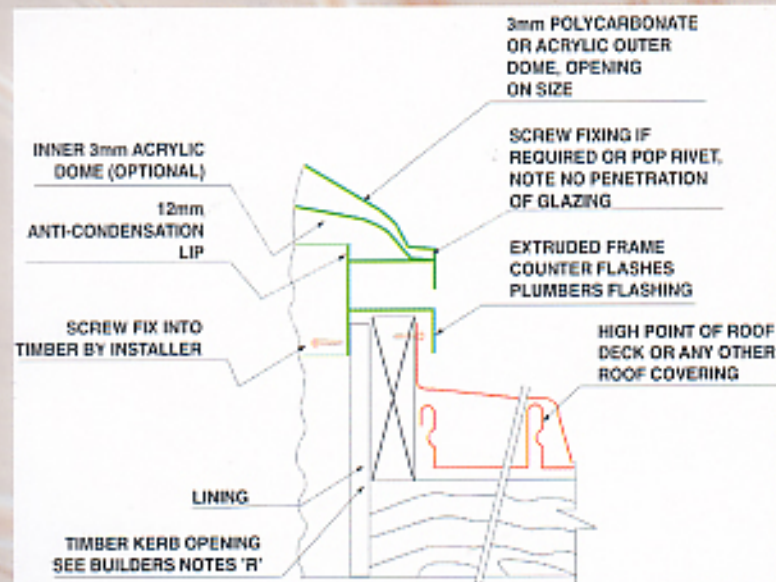 3mm POLYCARBONATE
OR ACRYLIC OUTER
DOME, OPENING
ON SIZE
INNER 3mm ACRYLIC
DOME (OPTIONAL)
SCREW FIXING IF
REQUIRED OR POP RIVET,
NOTE NO PENETRATION
OF GLAZING
12mm
ANTI-CONDENSATION
LIP
EXTRUDED FRAME
COUNTER FLASHES
PLUMBERS FLASHING
SCREW FIX INTO
TIMBER BY INSTALLER
HIGH POINT OF ROOF
DECK OR ANY OTHER
ROOF COVERING
LINING
TIMBER KERB OPENING
SEE BUILDERS NOTES 'R'